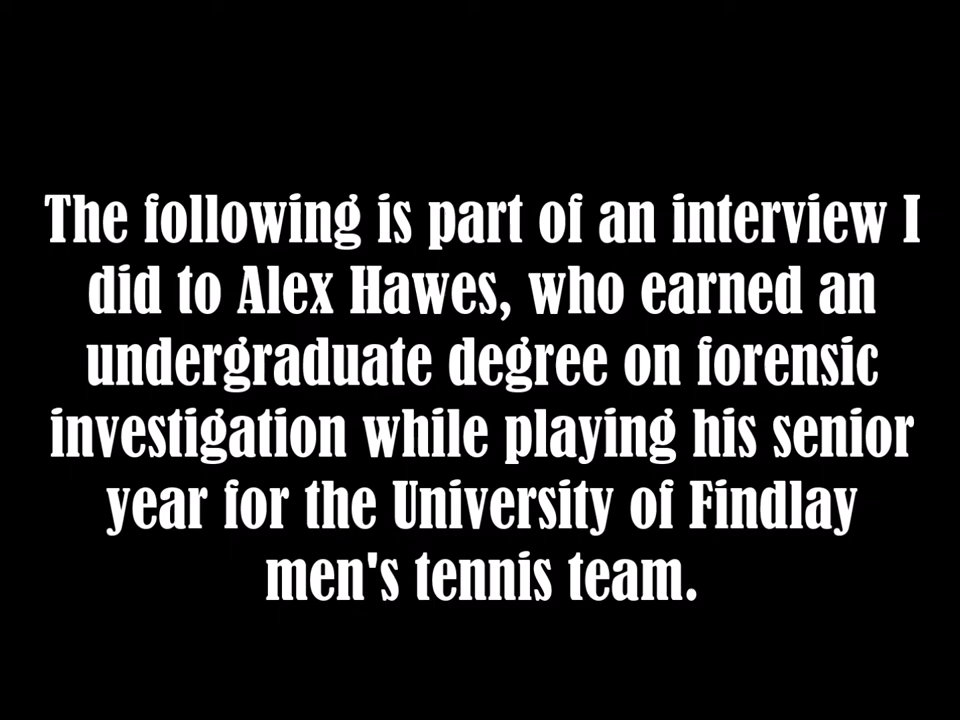 The following is part of an interview I
did to Alex Hawes, who earned an
undergraduate degree on forensic
investigation while playing his senior
year for the University of Findlay
men's tennis team.